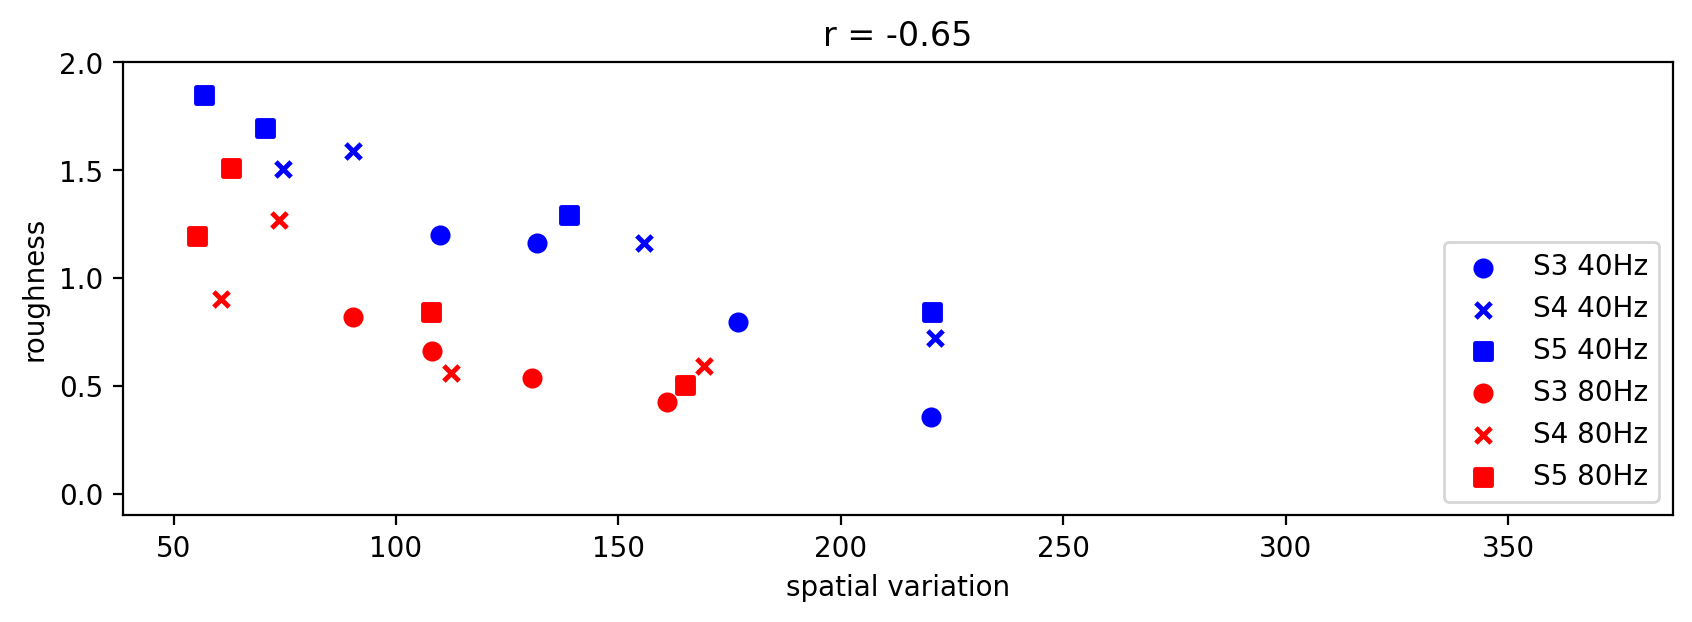 r = -0.65
roughness
2.0
1.5
1.0
0.5
0.0
50 100 150 200 250 300 350
spatial variation
S3 40Hz
S4 40Hz
S5 40Hz
S3 80Hz
S4 80Hz
S5 80Hz